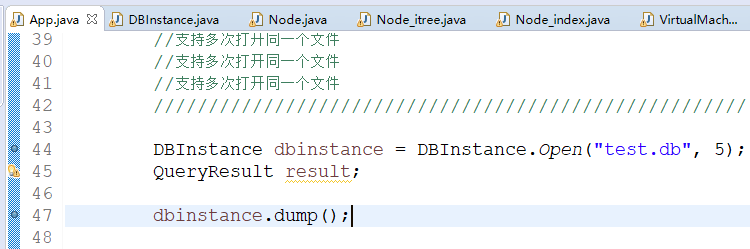 App.java DBInstance.java Node.java Node_itree.java Node_index.java VirtualMach...
39 //支持多次打开同一个文件
40 //支持多次打开同一个文件
41 //支持多次打开同一个文件
42 //////////////////////////////////////////////////////
43
44 DBInstance dbinstance = DBInstance.Open("test.db", 5);
45 QueryResult result;
46
47 dbinstance.dump();
48